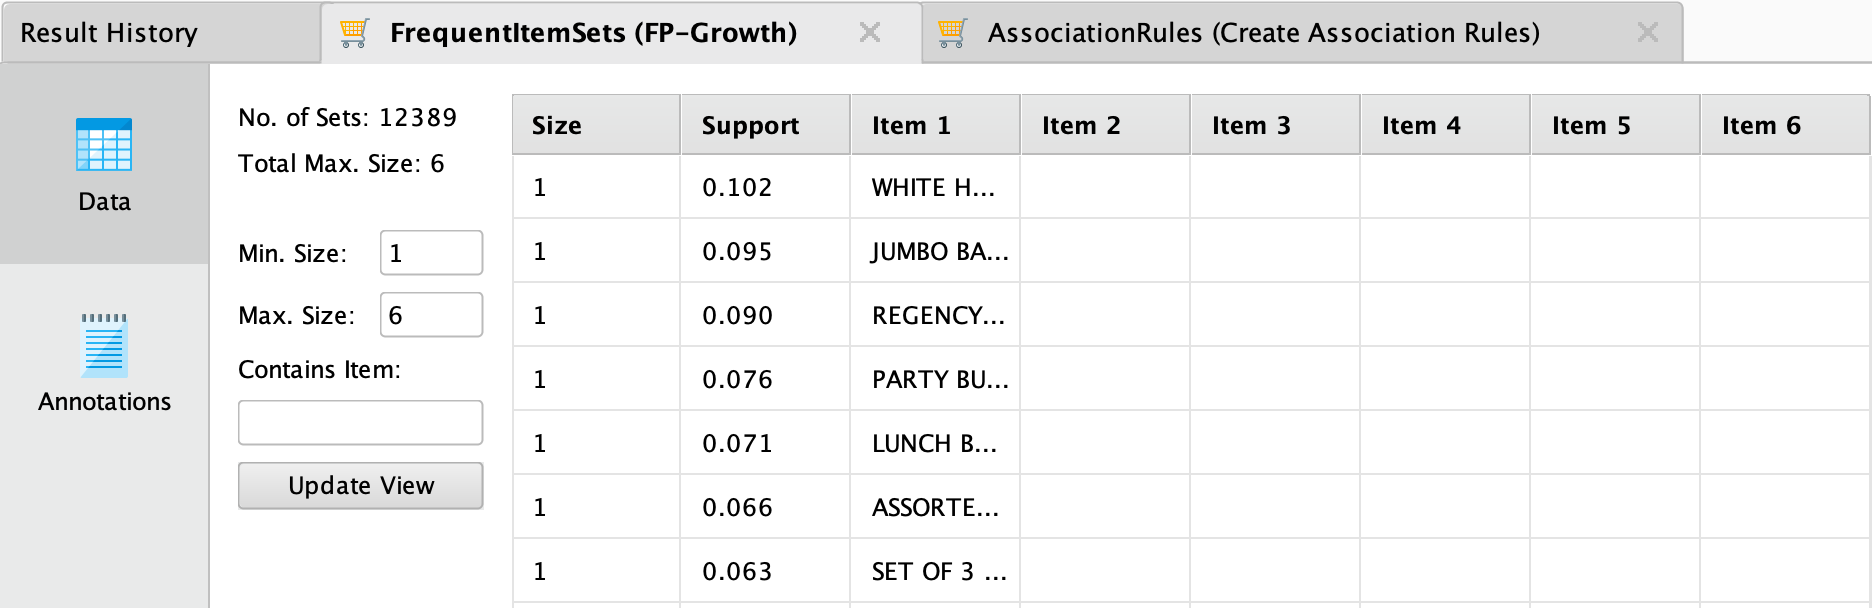 Result History
FrequentItemSets (FP-Growth)
AssociationRules (Create Association Rules)
Data
Annotations
No. of Sets: 12389
Total Max. Size: 6
Min. Size: 1
Max. Size: 6
Contains Item:
Update View
Size Support Item 1 Item 2 Item 3 Item 4 Item 5 Item 6
1 0.102 WHITE H...
1 0.095 JUMBO BA...
1 0.090 REGENCY...
1 0.076 PARTY BU...
1 0.071 LUNCH B...
1 0.066 ASSORTE...
1 0.063 SET OF 3 ...